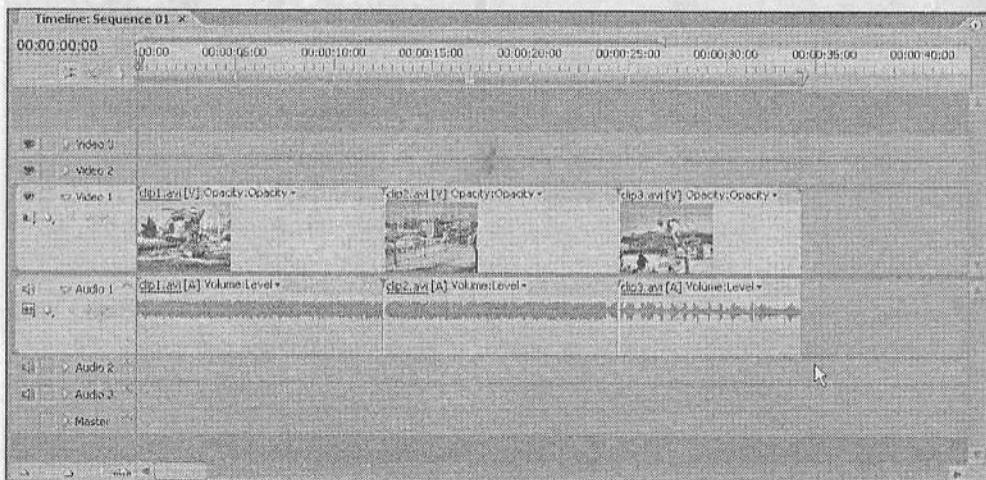 Timeline: Sequence 01 ×
00:00:00:00
:00:00 00:00:05:00 00:00:10:00 00:00:15:00 00:00:20:00 00:00:25:00 00:00:30:00 00:00:35:00 00:00:40:00
Video 3
Video 2
Video 1
clip1.avi [V] Opacity:Opacity
clip2.avi [V] Opacity:Opacity
clip3.avi [V] Opacity:Opacity
Audio 1
clip1.avi [A] Volume:Level
clip2.avi [A] Volume:Level
clip3.avi [A] Volume:Level
Audio 2
Audio 3
Master